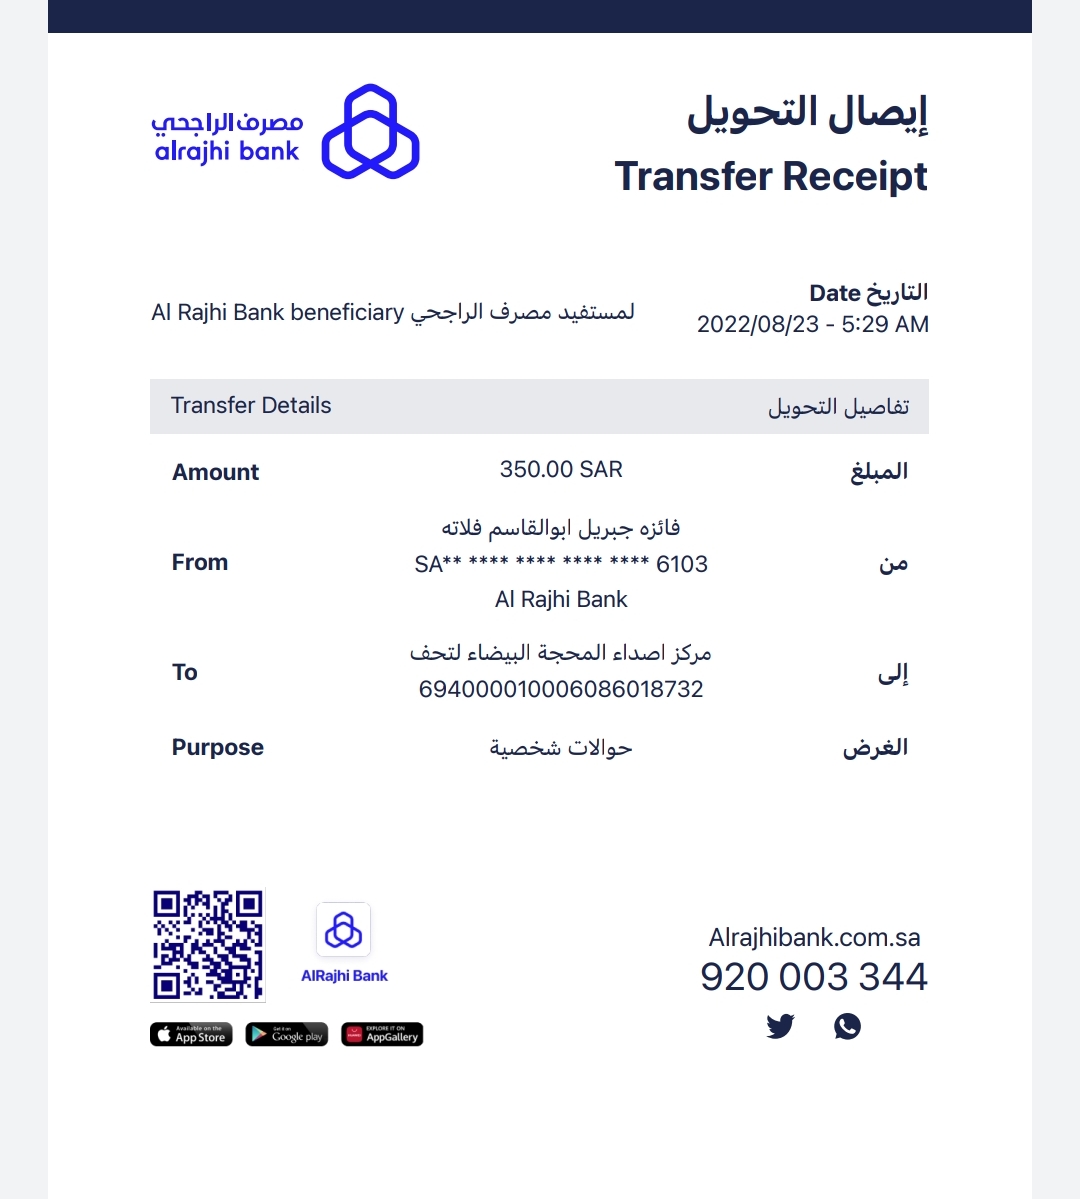 مصرف الراجحي
alrajhi bank
إيصال التحويل
Transfer Receipt
التاريخ Date
2022/08/23 - 5:29 AM
Al Rajhi Bank beneficiary لمستفيد مصرف الراجحي
Transfer Details تفاصيل التحويل
Amount 350.00 SAR المبلغ
فائزه جبريل ابوالقاسم فلاته
From SA** **** **** **** **** 6103 من
Al Rajhi Bank
مركز اصداء المحجة البيضاء لتحف
To 694000010006086018732 إلى
Purpose حوالات شخصية الغرض
AlRajhi Bank
Available on the
App Store
Get it on
Google play
EXPLORE IT ON
AppGallery
Alrajhibank.com.sa
920 003 344